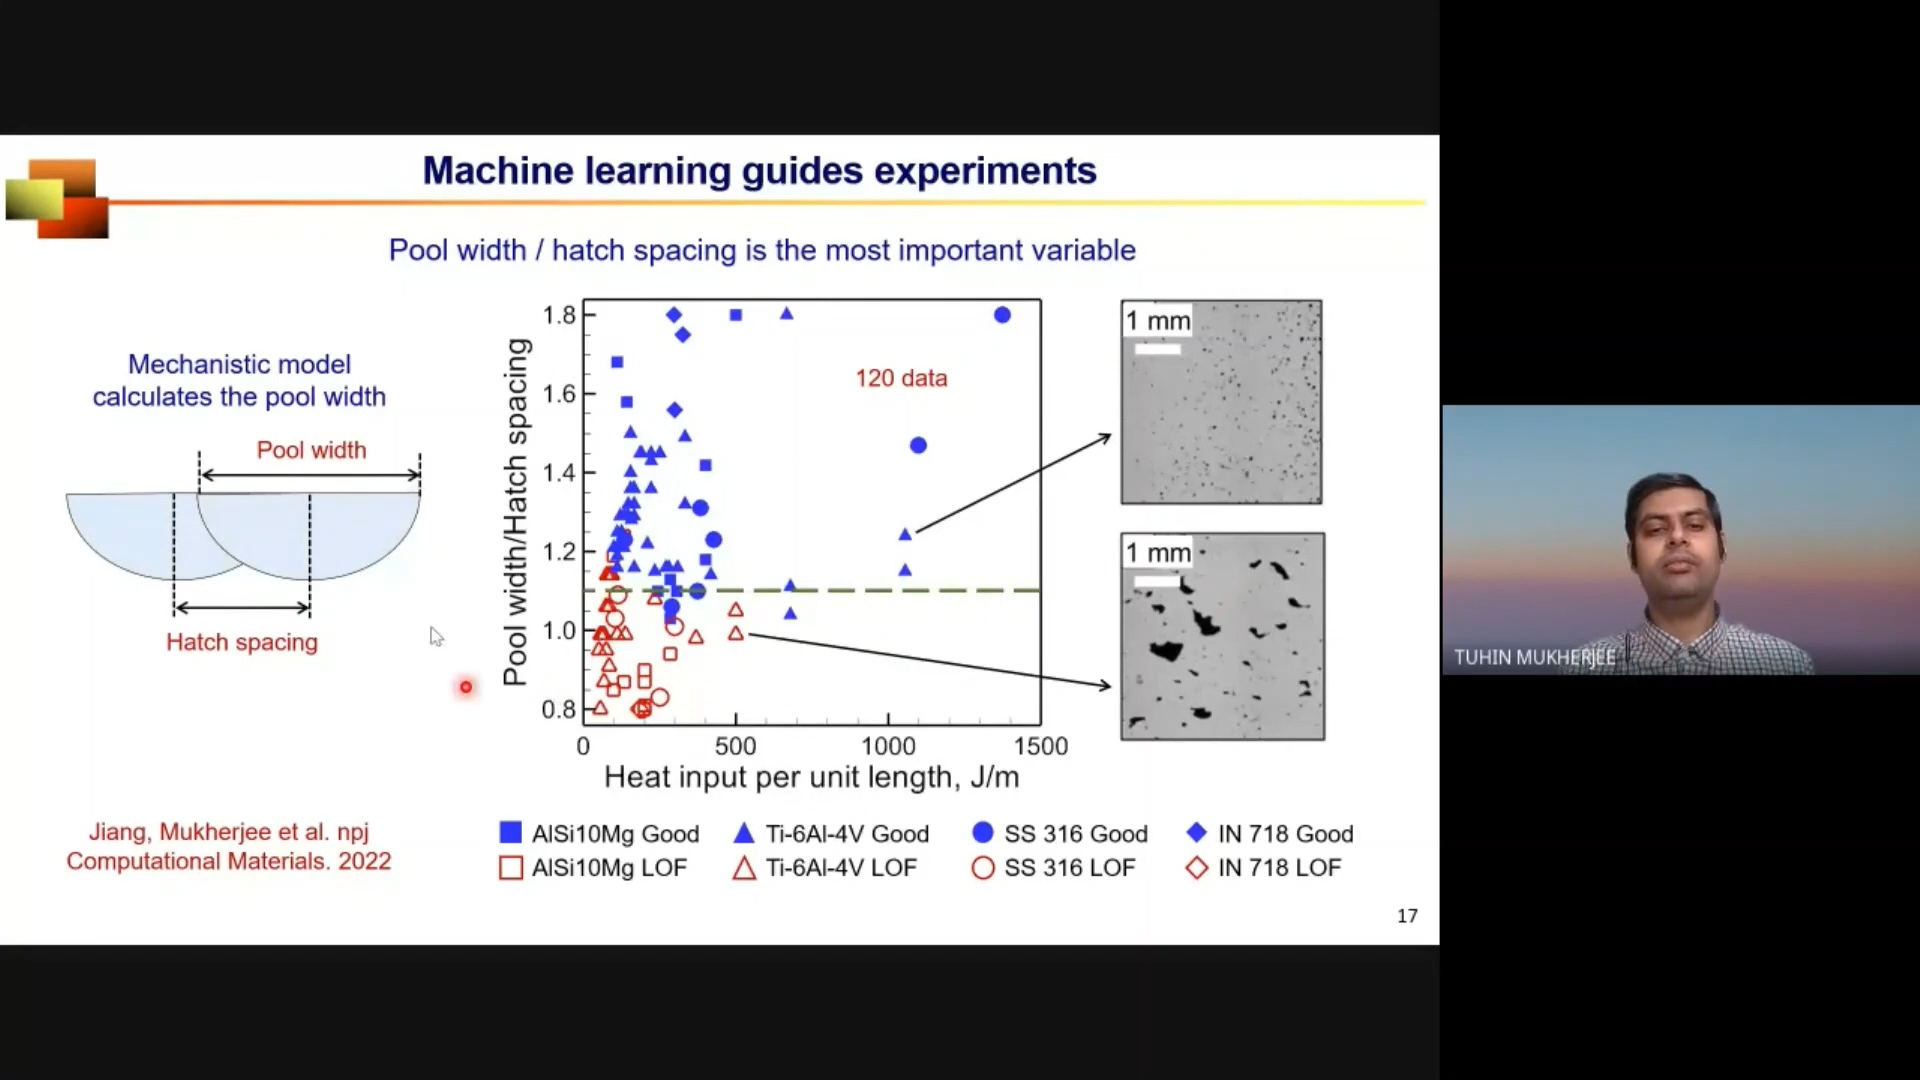 Machine learning guides experiments
Pool width / hatch spacing is the most important variable
Mechanistic model
calculates the pool width
Pool width
Hatch spacing
Pool width/Hatch spacing
1.8
1.6
1.4
1.2
1.0
0.8
0
500
1000
1500
Heat input per unit length, J/m
120 data
1 mm
1 mm
AlSi10Mg Good
Ti-6Al-4V Good
SS 316 Good
IN 718 Good
AlSi10Mg LOF
Ti-6Al-4V LOF
SS 316 LOF
IN 718 LOF
Jiang, Mukherjee et al. npj
Computational Materials. 2022
17
TUHIN MUKHERJEE